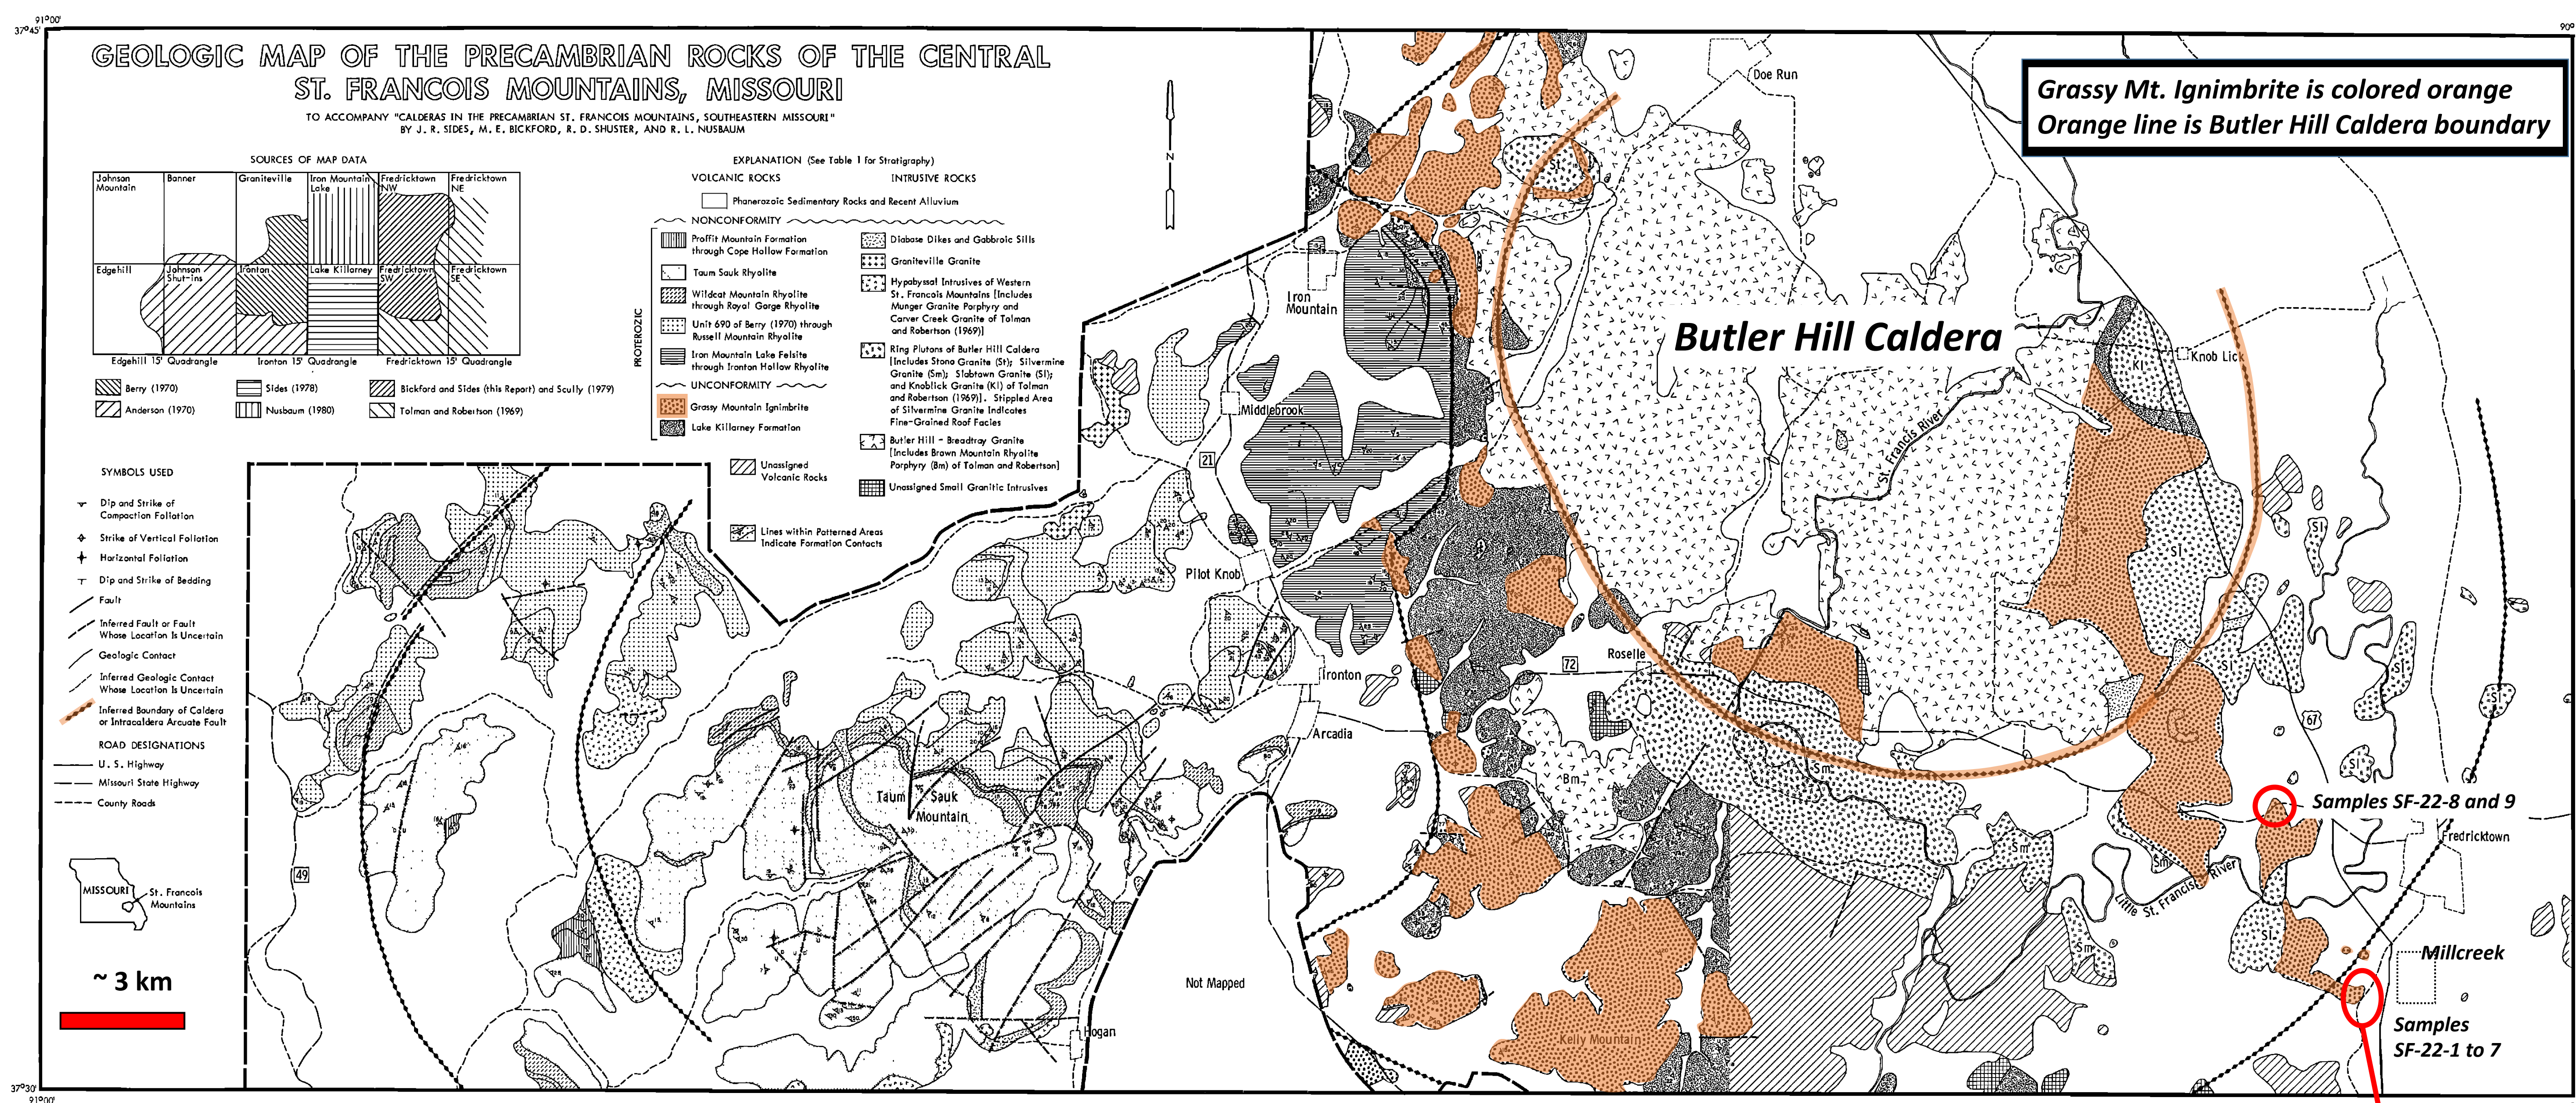 91°00'
37°45'
90°
GEOLOGIC MAP OF THE PRECAMBRIAN ROCKS OF THE CENTRAL
ST. FRANCOIS MOUNTAINS, MISSOURI
TO ACCOMPANY "CALDERAS IN THE PRECAMBRIAN ST. FRANCOIS MOUNTAINS, SOUTHEASTERN MISSOURI"
BY J. R. SIDES, M. E. BICKFORD, R. D. SHUSTER, AND R. L. NUSBAUM
SOURCES OF MAP DATA
Johnson
Mountain
Banner
Graniteville
Iron Mountain
Lake
Fredricktown
NW
Fredricktown
NE
Edgehill
Johnson
Shut-ins
Ironton
Lake Killarney
Fredricktown
SW
Fredricktown
SE
Edgehill 15' Quadrangle
Ironton 15' Quadrangle
Fredricktown 15' Quadrangle
Berry (1970)
Sides (1978)
Bickford and Sides (this Report) and Scully (1979)
Anderson (1970)
Nusbaum (1980)
Tolman and Robertson (1969)
EXPLANATION (See Table 1 for Stratigraphy)
VOLCANIC ROCKS
INTRUSIVE ROCKS
Phanerozoic Sedimentary Rocks and Recent Alluvium
NONCONFORMITY
PROTEROZIC
Proffit Mountain Formation
through Cope Hollow Formation
Taum Sauk Rhyolite
Wildcat Mountain Rhyolite
through Royal Gorge Rhyolite
Unit 690 of Berry (1970) through
Russell Mountain Rhyolite
Iron Mountain Lake Felsite
through Ironton Hollow Rhyolite
UNCONFORMITY
Grassy Mountain Ignimbrite
Lake Killarney Formation
Unassigned
Volcanic Rocks
Lines within Patterned Areas
Indicate Formation Contacts
Diabase Dikes and Gabbroic Sills
Graniteville Granite
Hypabyssal Intrusives of Western
St. Francois Mountains [Includes
Munger Granite Porphyry and
Carver Creek Granite of Tolman
and Robertson (1969)]
Ring Plutons of Butler Hill Caldera
[Includes Stono Granite (St); Silvermine
Granite (Sm); Slabtown Granite (Sl);
and Knoblick Granite (Kl) of Tolman
and Robertson (1969)]. Stippled Area
of Silvermine Granite Indicates
Fine-Grained Roof Facies
Butler Hill - Breadtray Granite
[Includes Brown Mountain Rhyolite
Porphyry (Bm) of Tolman and Robertson]
Unassigned Small Granitic Intrusives
SYMBOLS USED
Dip and Strike of
Compaction Foliation
Strike of Vertical Foliation
Horizontal Foliation
Dip and Strike of Bedding
Fault
Inferred Fault or Fault
Whose Location Is Uncertain
Geologic Contact
Inferred Geologic Contact
Whose Location Is Uncertain
Inferred Boundary of Caldera
or Intracaldera Arcuate Fault
ROAD DESIGNATIONS
U. S. Highway
Missouri State Highway
County Roads
MISSOURI
St. Francois
Mountains
~ 3 km
N
Grassy Mt. Ignimbrite is colored orange
Orange line is Butler Hill Caldera boundary
Doe Run
St
Iron
Mountain
Butler Hill Caldera
Knob Lick
Kl
Middlebrook
21
St. Francis River
Sl
Sl
Pilot Knob
72
Roselle
Ironton
Sl
Sl
67
Arcadia
Bm
Sm
Sl
Taum Sauk
Mountain
Samples SF-22-8 and 9
Fredricktown
Sm
Sm
49
Little St. Francis River
Sl
Sm
Millcreek
Not Mapped
Samples
SF-22-1 to 7
Hogan
Kelly Mountain
37°30'
91°00'